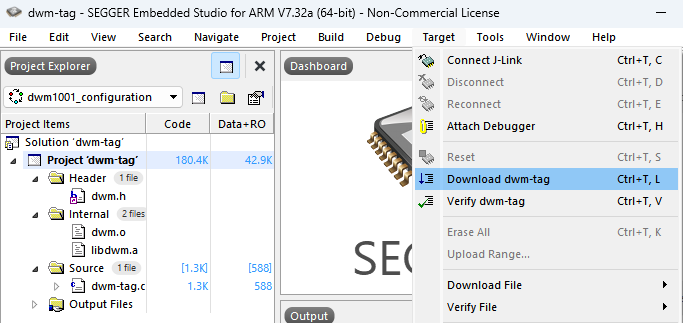 dwm-tag - SEGGER Embedded Studio for ARM V7.32a (64-bit) - Non-Commercial License
File Edit View Search Navigate Project Build Debug Target Tools Window Help
Project Explorer
dwm1001_configuration
Project Items Code Data+RO
Solution 'dwm-tag'
Project 'dwm-tag' 180.4K 42.9K
Header 1 file
dwm.h
Internal 2 files
dwm.o
libdwm.a
Source 1 file [1.3K] [588]
dwm-tag.c 1.3K 588
Output Files
Dashboard
SEG
Output
Connect J-Link Ctrl+T, C
Disconnect Ctrl+T, D
Reconnect Ctrl+T, E
Attach Debugger Ctrl+T, H
Reset Ctrl+T, S
Download dwm-tag Ctrl+T, L
Verify dwm-tag Ctrl+T, V
Erase All Ctrl+T, K
Upload Range...
Download File
Verify File